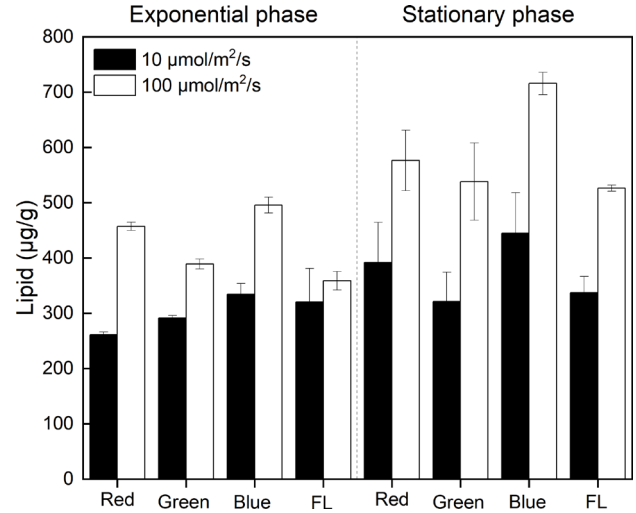 Exponential phase Stationary phase
800
700
600
500
400
300
200
100
0
Lipid (µg/g)
10 µmol/m²/s
100 µmol/m²/s
Red Green Blue FL Red Green Blue FL